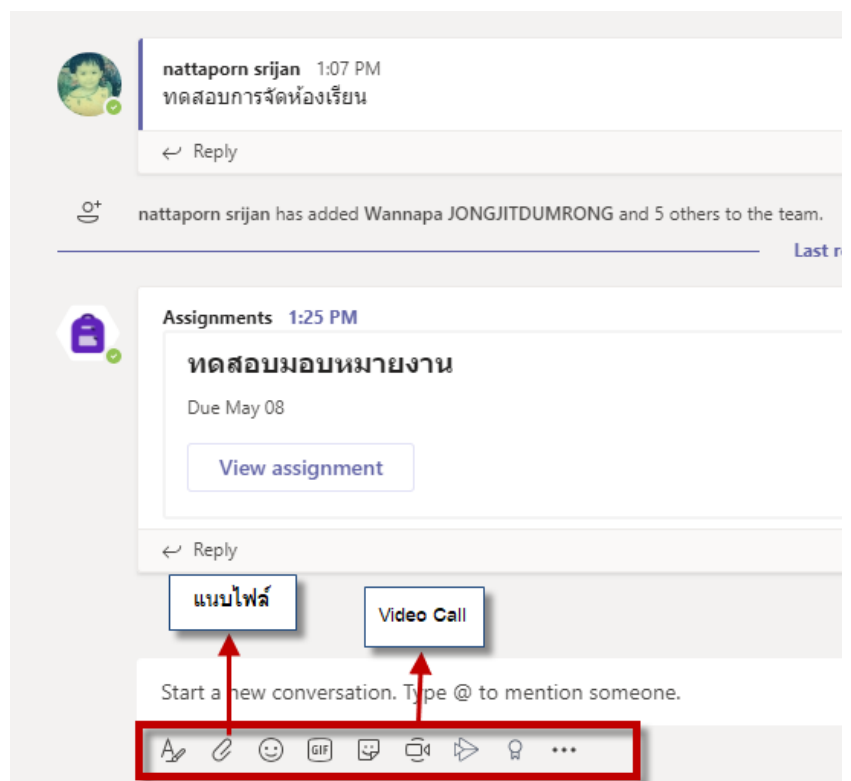 nattaporn srijan 1:07 PM
ทดสอบการจัดห้องเรียน
Reply
nattaporn srijan has added Wannapa JONGJITDUMRONG and 5 others to the team.
Last r
Assignments 1:25 PM
ทดสอบมอบหมายงาน
Due May 08
View assignment
Reply
แนบไฟล์
Video Call
Start a new conversation. Type @ to mention someone.
GIF